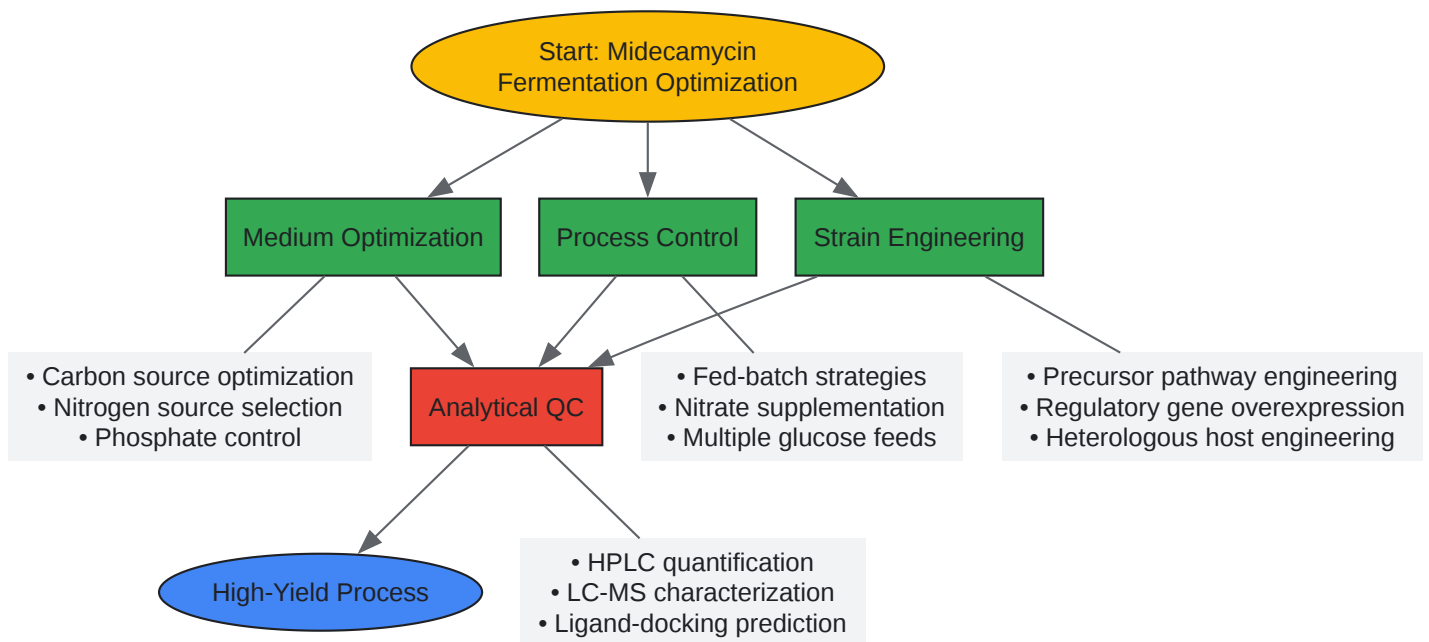 Start: Midecamycin
Fermentation Optimization
Medium Optimization
Process Control
Strain Engineering
• Carbon source optimization
• Nitrogen source selection
• Phosphate control
Analytical QC
• Fed-batch strategies
• Nitrate supplementation
• Multiple glucose feeds
• Precursor pathway engineering
• Regulatory gene overexpression
• Heterologous host engineering
High-Yield Process
• HPLC quantification
• LC-MS characterization
• Ligand-docking prediction